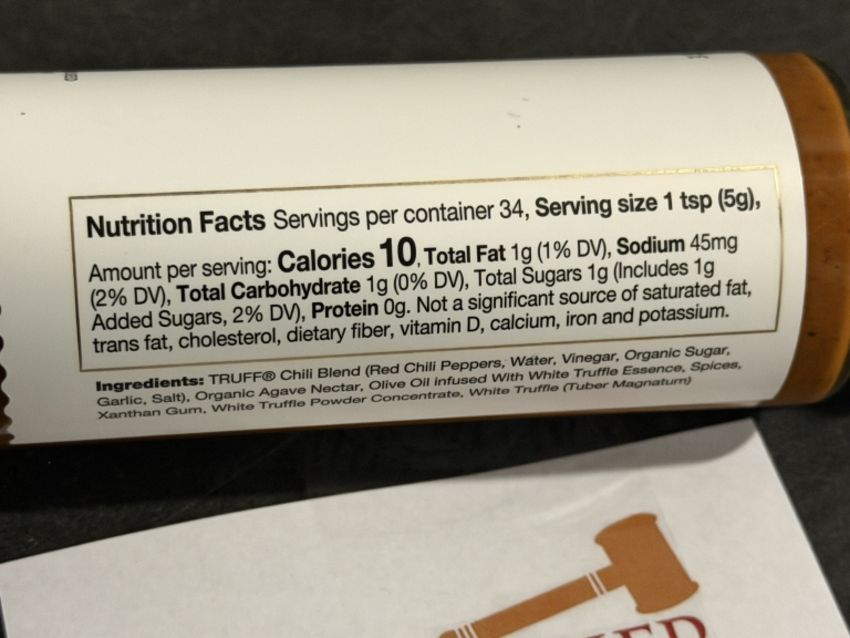 Nutrition Facts Servings per container 34, Serving size 1 tsp (5g),
Amount per serving: Calories 10, Total Fat 1g (1% DV), Sodium 45mg
(2% DV), Total Carbohydrate 1g (0% DV), Total Sugars 1g (Includes 1g
Added Sugars, 2% DV), Protein 0g. Not a significant source of saturated fat,
trans fat, cholesterol, dietary fiber, vitamin D, calcium, iron and potassium.
Ingredients: TRUFF® Chili Blend (Red Chili Peppers, Water, Vinegar, Organic Sugar,
Garlic, Salt), Organic Agave Nectar, Olive Oil infused With White Truffle Essence, Spices,
Xanthan Gum, White Truffle Powder Concentrate, White Truffle (Tuber Magnatum)